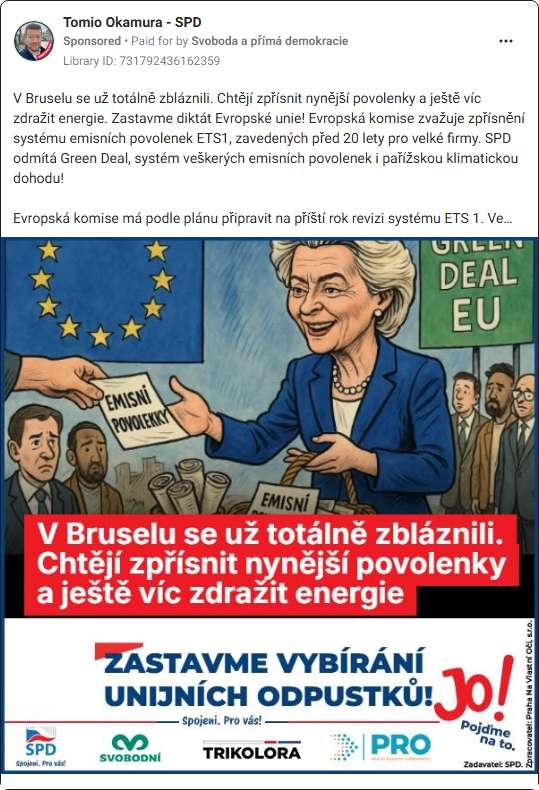 Tomio Okamura - SPD
Sponsored • Paid for by Svoboda a přímá demokracie
Library ID: 731792436162359
V Bruselu se už totálně zbláznili. Chtějí zpřísnit nynější povolenky a ještě víc
zdražit energie. Zastavme diktát Evropské unie! Evropská komise zvažuje zpřísnění
systému emisních povolenek ETS1, zavedených před 20 lety pro velké firmy. SPD
odmítá Green Deal, systém veškerých emisních povolenek i pařížskou klimatickou
dohodu!
Evropská komise má podle plánu připravit na příští rok revizi systému ETS 1. Ve...
GREEN
DEAL
EU
EMISNÍ
POVOLEKKY
EMISNÍ
V Bruselu se už totálně zbláznili.
Chtějí zpřísnit nynější povolenky
a ještě víc zdražit energie
ZASTAVME VYBÍRÁNÍ
UNIJNÍCH ODPUSTKŮ!
Jo!
Pojďme
na to.
Spojeni. Pro vás!
SPD
Spojeni. Pro vás!
SVOBODNÍ
TRIKOLORA
PRO
Zadavatel: SPD.
Zpracovatel: Praha Na Vlastní Oči, s.r.o.